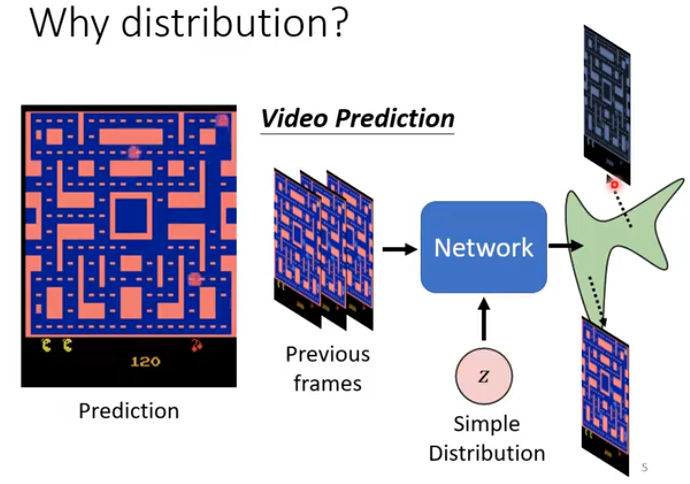 Why distribution?
Video Prediction
120
Prediction
Previous
frames
Network
z
Simple
Distribution
5